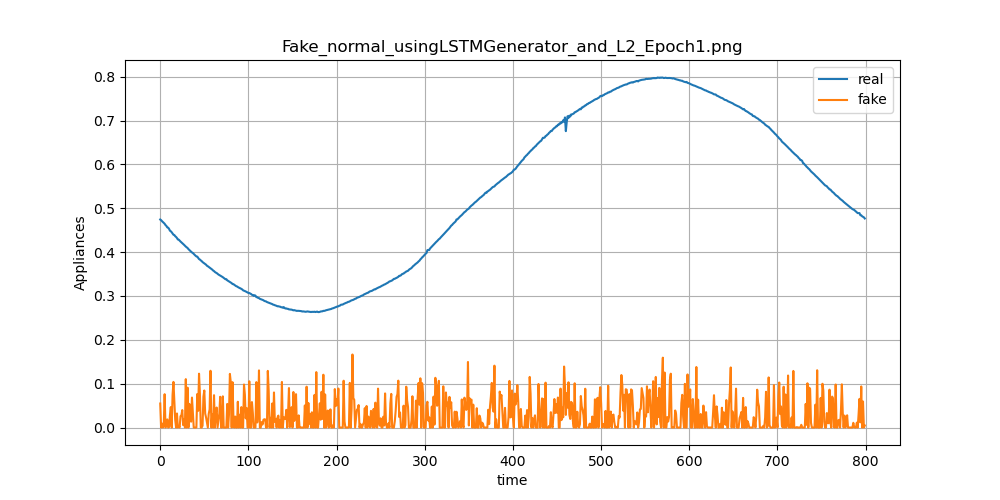 Fake_normal_usingLSTMGenerator_and_L2_Epoch1.png
real
fake
Appliances
0.8
0.7
0.6
0.5
0.4
0.3
0.2
0.1
0.0
0 100 200 300 400 500 600 700 800
time